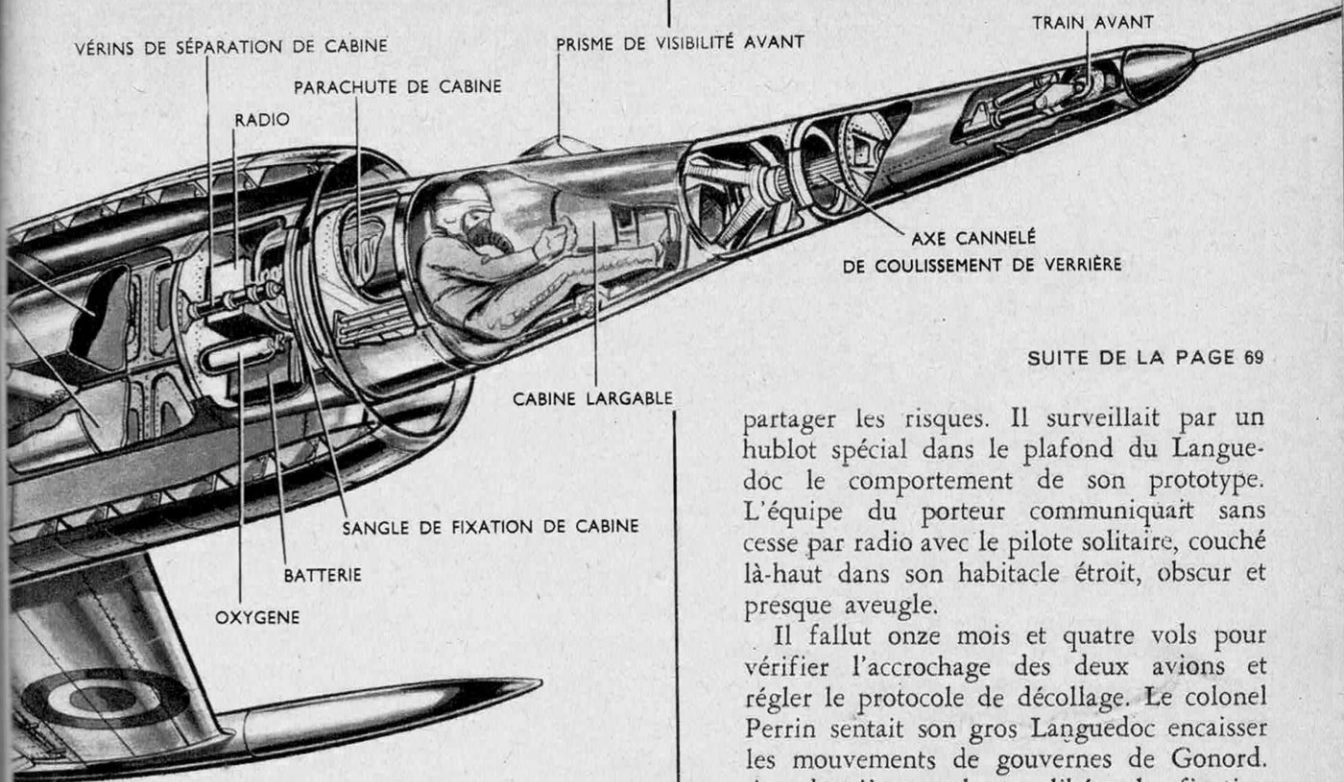 TRAIN AVANT
VÉRINS DE SÉPARATION DE CABINE
PRISME DE VISIBILITÉ AVANT
PARACHUTE DE CABINE
RADIO
AXE CANNELÉ
DE COULISSEMENT DE VERRIÈRE
CABINE LARGABLE
SANGLE DE FIXATION DE CABINE
BATTERIE
OXYGENE
SUITE DE LA PAGE 69
partager les risques. Il surveillait par un
hublot spécial dans le plafond du Langue-
doc le comportement de son prototype.
L'équipe du porteur communiquait sans
cesse par radio avec le pilote solitaire, couché
là-haut dans son habitacle étroit, obscur et
presque aveugle.
Il fallut onze mois et quatre vols pour
vérifier l'accrochage des deux avions et
régler le protocole de décollage. Le colonel
Perrin sentait son gros Languedoc encaisser
les mouvements de gouvernes de Gonord.